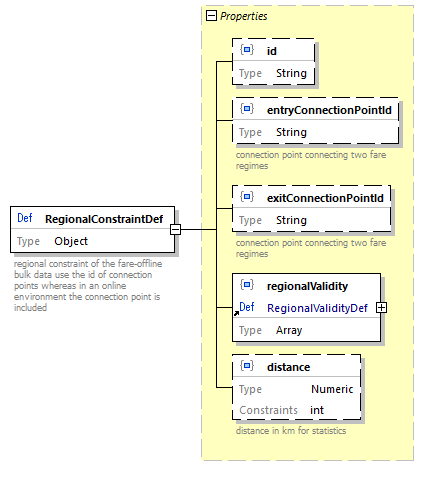 Properties
id
Type String
entryConnectionPointId
Type String
connection point connecting two fare
regimes
exitConnectionPointId
Type String
connection point connecting two fare
regimes
Def RegionalConstraintDef
Type Object
regional constraint of the fare-offline
bulk data use the id of connection
points whereas in an online
environment the connection point is
included
regionalValidity
Def RegionalValidityDef
Type Array
distance
Type Numeric
Constraints int
distance in km for statistics